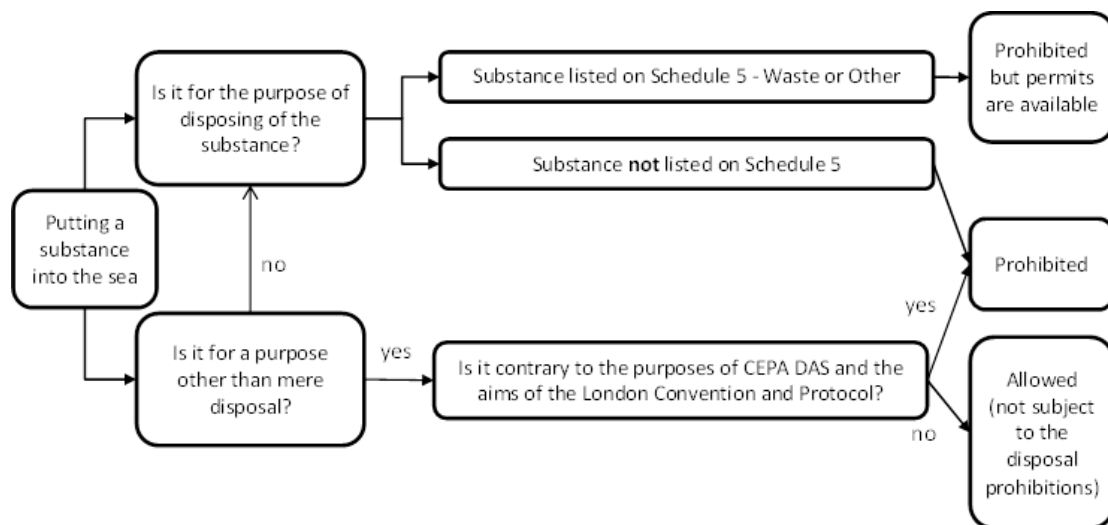 Putting a
substance
into the sea
Is it for the purpose of
disposing of the
substance?
no
Is it for a purpose
other than mere
disposal?
yes
Substance listed on Schedule 5 - Waste or Other
Substance not listed on Schedule 5
Is it contrary to the purposes of CEPA DAS and the
aims of the London Convention and Protocol?
yes
no
Prohibited
but permits
are available
Prohibited
Allowed
(not subject
to the
disposal
prohibitions)